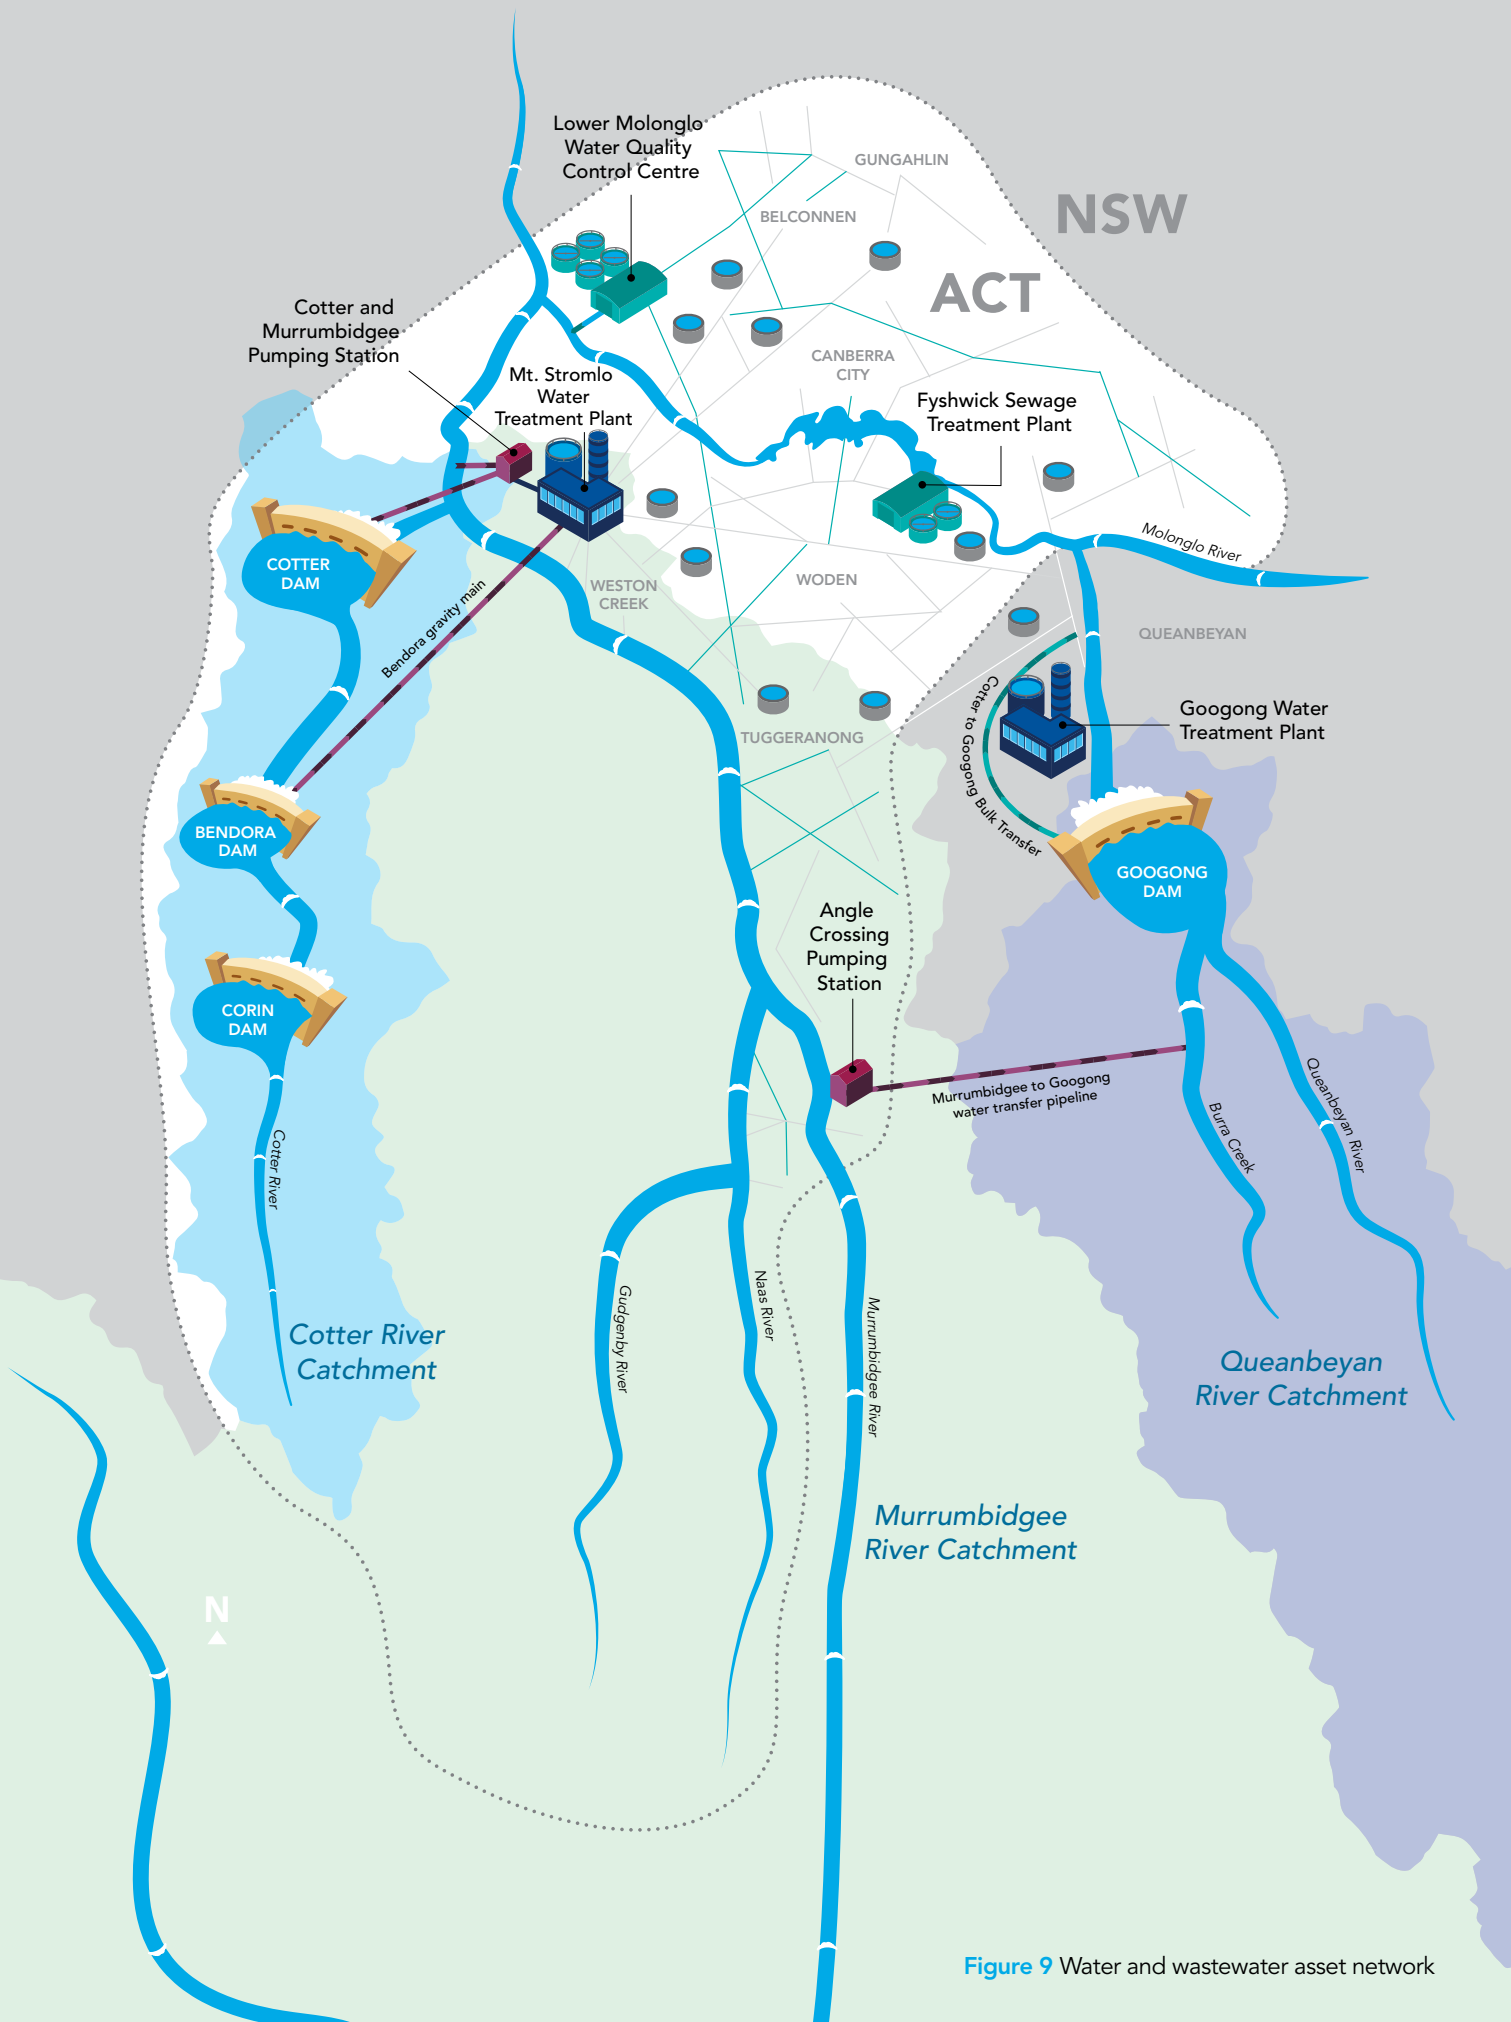 Lower Molonglo
Water Quality
Control Centre
GUNGAHLIN
NSW
BELCONNEN
ACT
Cotter and
Murrumbidgee
Pumping Station
Mt. Stromlo
Water
Treatment Plant
CANBERRA
CITY
Fyshwick Sewage
Treatment Plant
Molonglo River
COTTER
DAM
WESTON
CREEK
WODEN
Bendora gravity main
QUEANBEYAN
Cotter to Googong Bulk Transfer
Googong Water
Treatment Plant
TUGGERANONG
BENDORA
DAM
GOOGONG
DAM
Angle
Crossing
Pumping
Station
CORIN
DAM
Murrumbidgee to Googong
water transfer pipeline
Queanbeyan River
Burra Creek
Cotter River
Gudgenby River
Naas River
Murrumbidgee River
Cotter River
Catchment
Queanbeyan
River Catchment
Murrumbidgee
River Catchment
N
Figure 9 Water and wastewater asset network